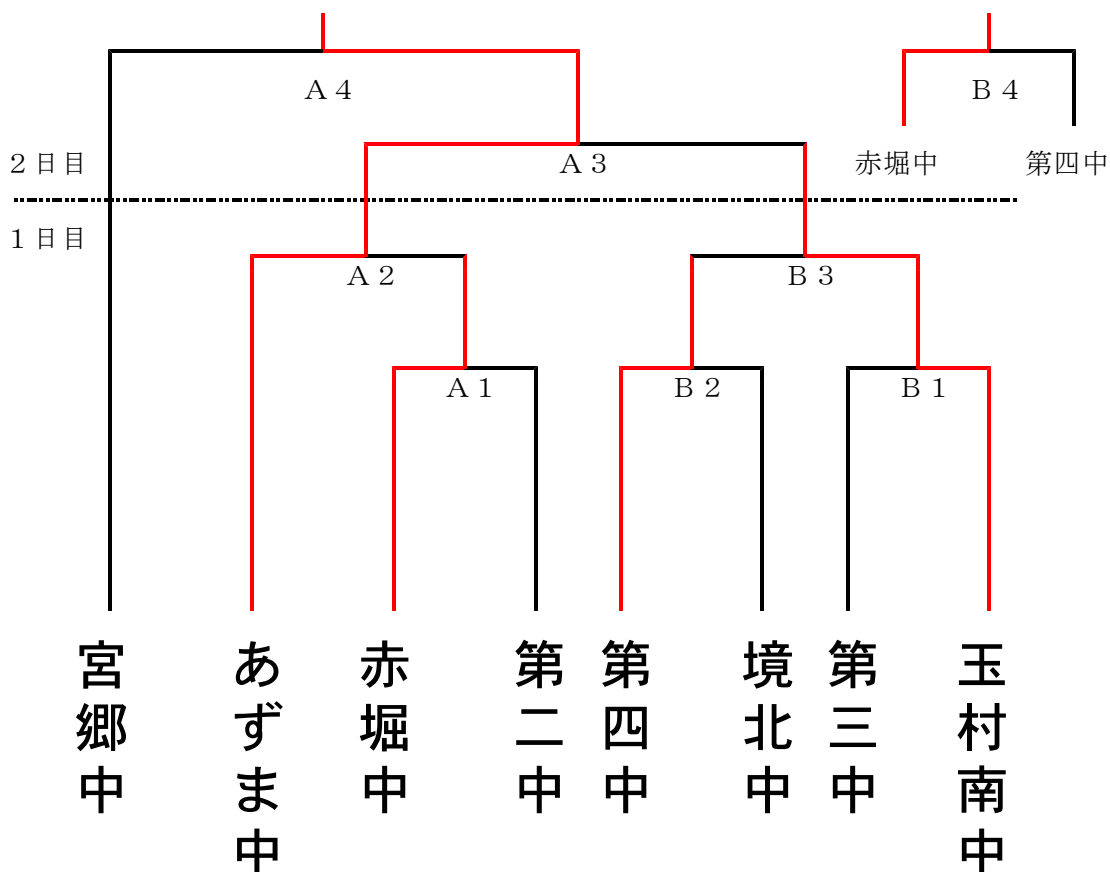 Ａ４
Ｂ４
２日目
Ａ３
赤堀中
第四中
１日目
Ａ２
Ｂ３
Ａ１
Ｂ２
Ｂ１
宮郷中
あずま中
赤堀中
第二中
第四中
境北中
第三中
玉村南中